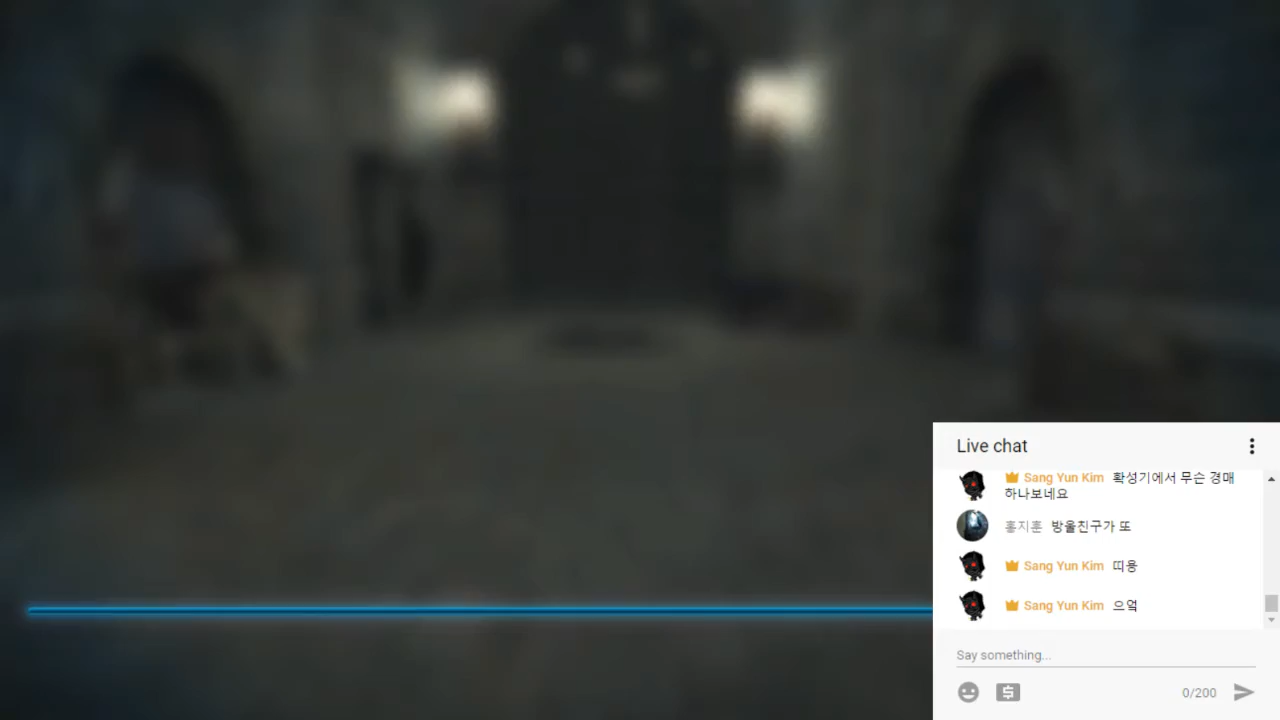 Live chat
Sang Yun Kim 확성기에서 무슨 경매
하나보네요
홍지훈 방울친구가 또
Sang Yun Kim 띠용
Sang Yun Kim 으엌
Say something...
0/200